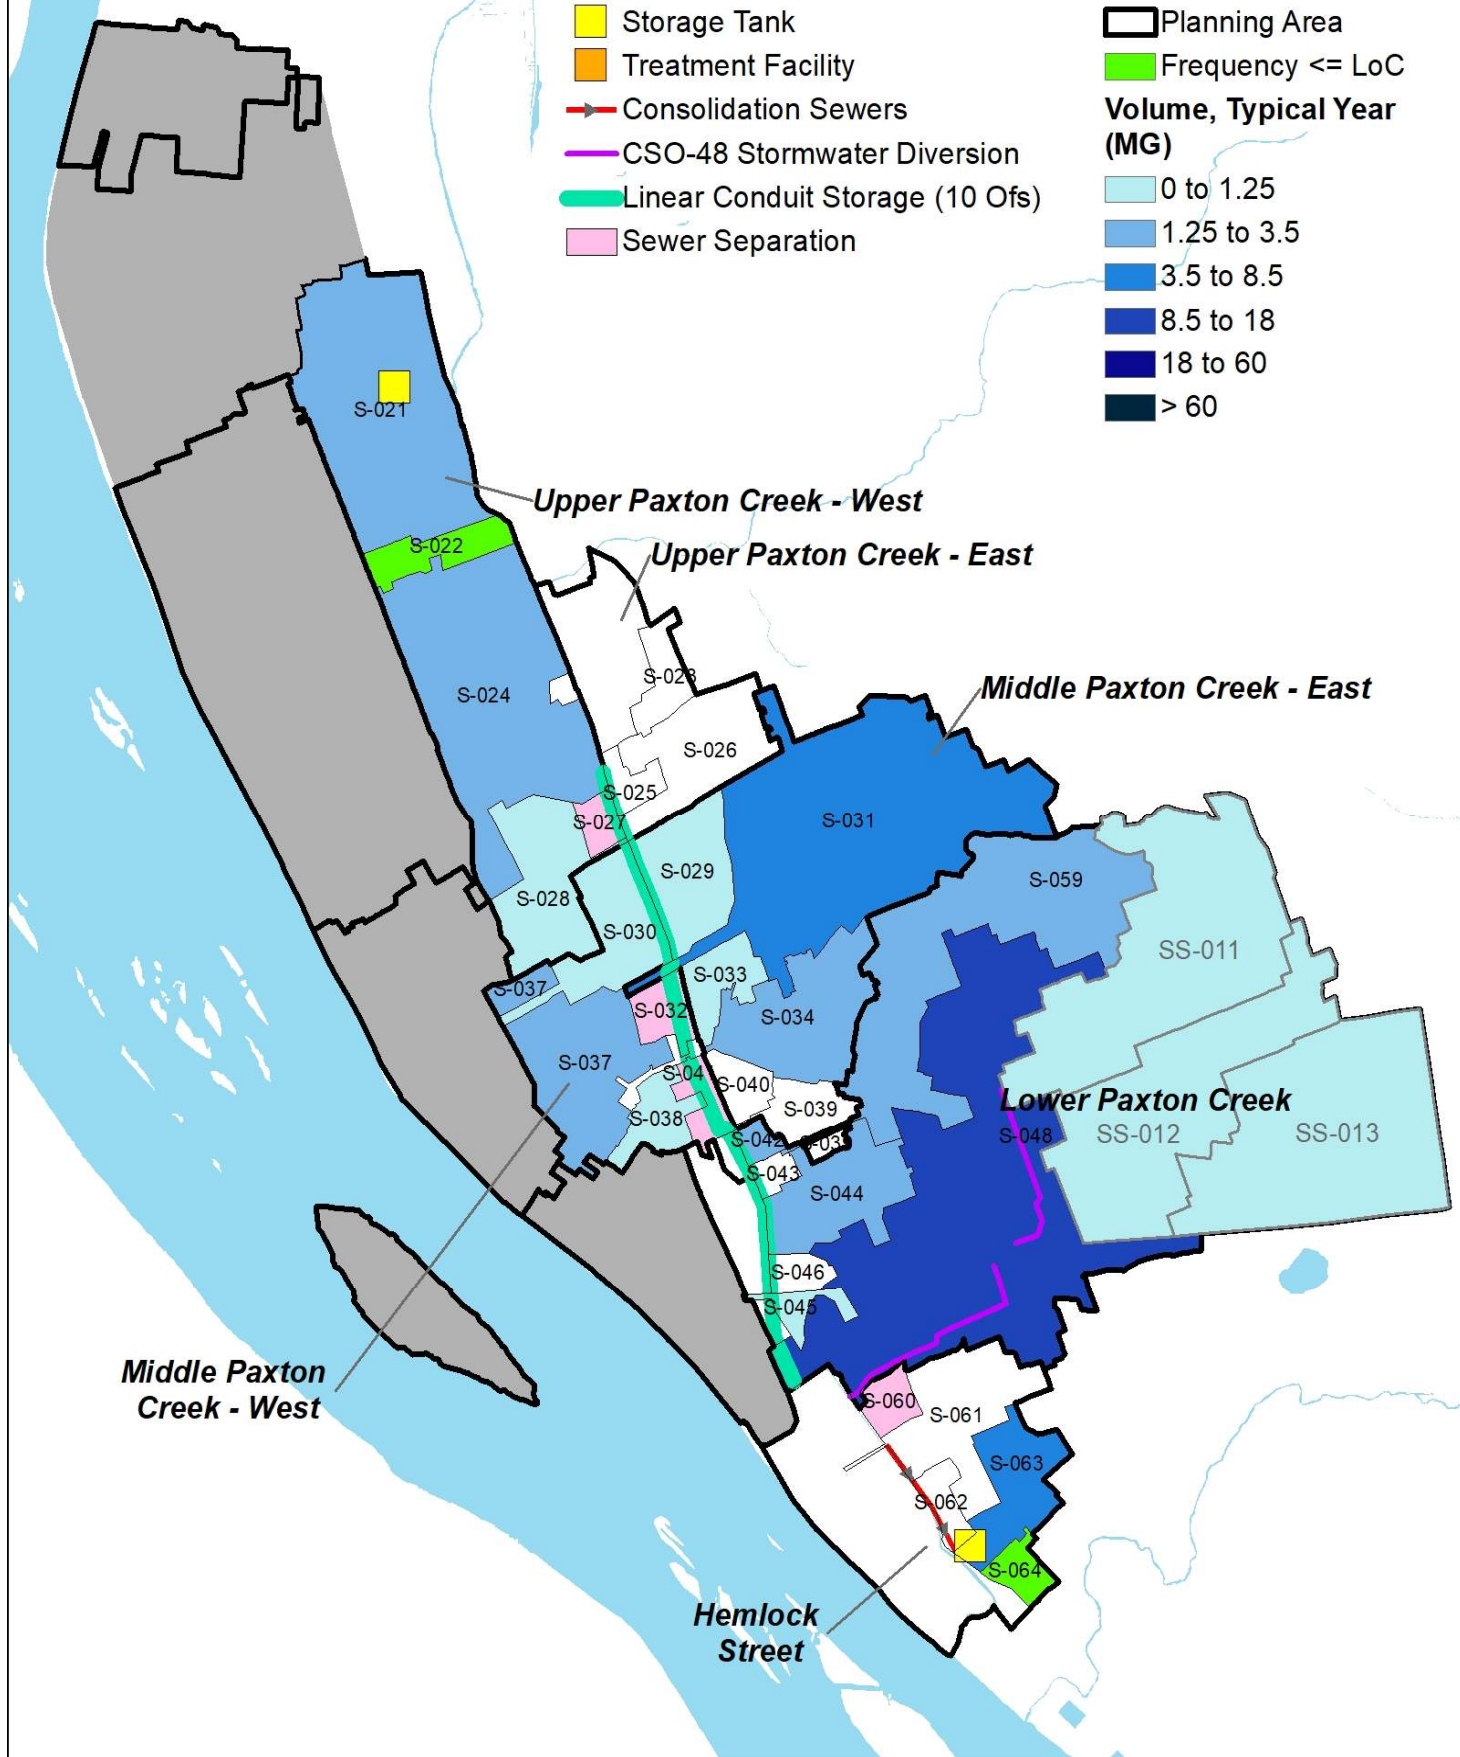 Storage Tank
Treatment Facility
Consolidation Sewers
CSO-48 Stormwater Diversion
Linear Conduit Storage (10 Ofs)
Sewer Separation
Planning Area
Frequency <= LoC
Volume, Typical Year
(MG)
0 to 1.25
1.25 to 3.5
3.5 to 8.5
8.5 to 18
18 to 60
> 60
S-021
Upper Paxton Creek - West
S-022
Upper Paxton Creek - East
S-023
S-024
Middle Paxton Creek - East
S-026
S-025
S-027
S-031
S-029
S-059
S-028
S-030
SS-011
S-033
S-037
S-032
S-034
S-037
S-04
S-040
S-039
S-038
Lower Paxton Creek
S-048
SS-012
SS-013
S-042
S-043
S-044
S-046
S-045
Middle Paxton
Creek - West
S-060
S-061
S-063
S-062
S-064
Hemlock
Street